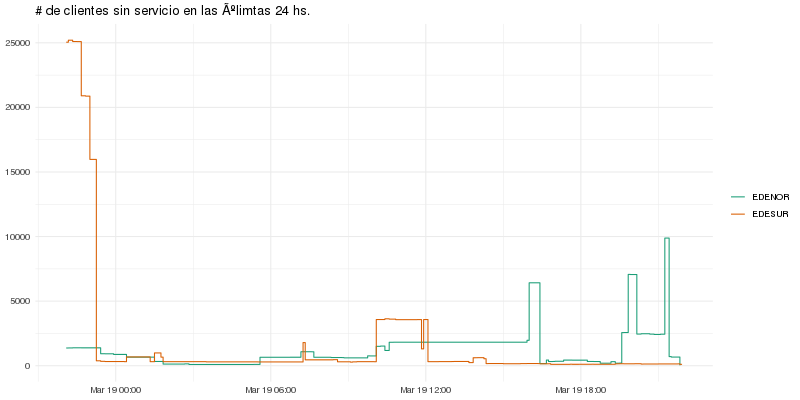 # de clientes sin servicio en las Ãºlimtas 24 hs.
25000
20000
15000
10000
5000
0
Mar 19 00:00 Mar 19 06:00 Mar 19 12:00 Mar 19 18:00
EDENOR
EDESUR